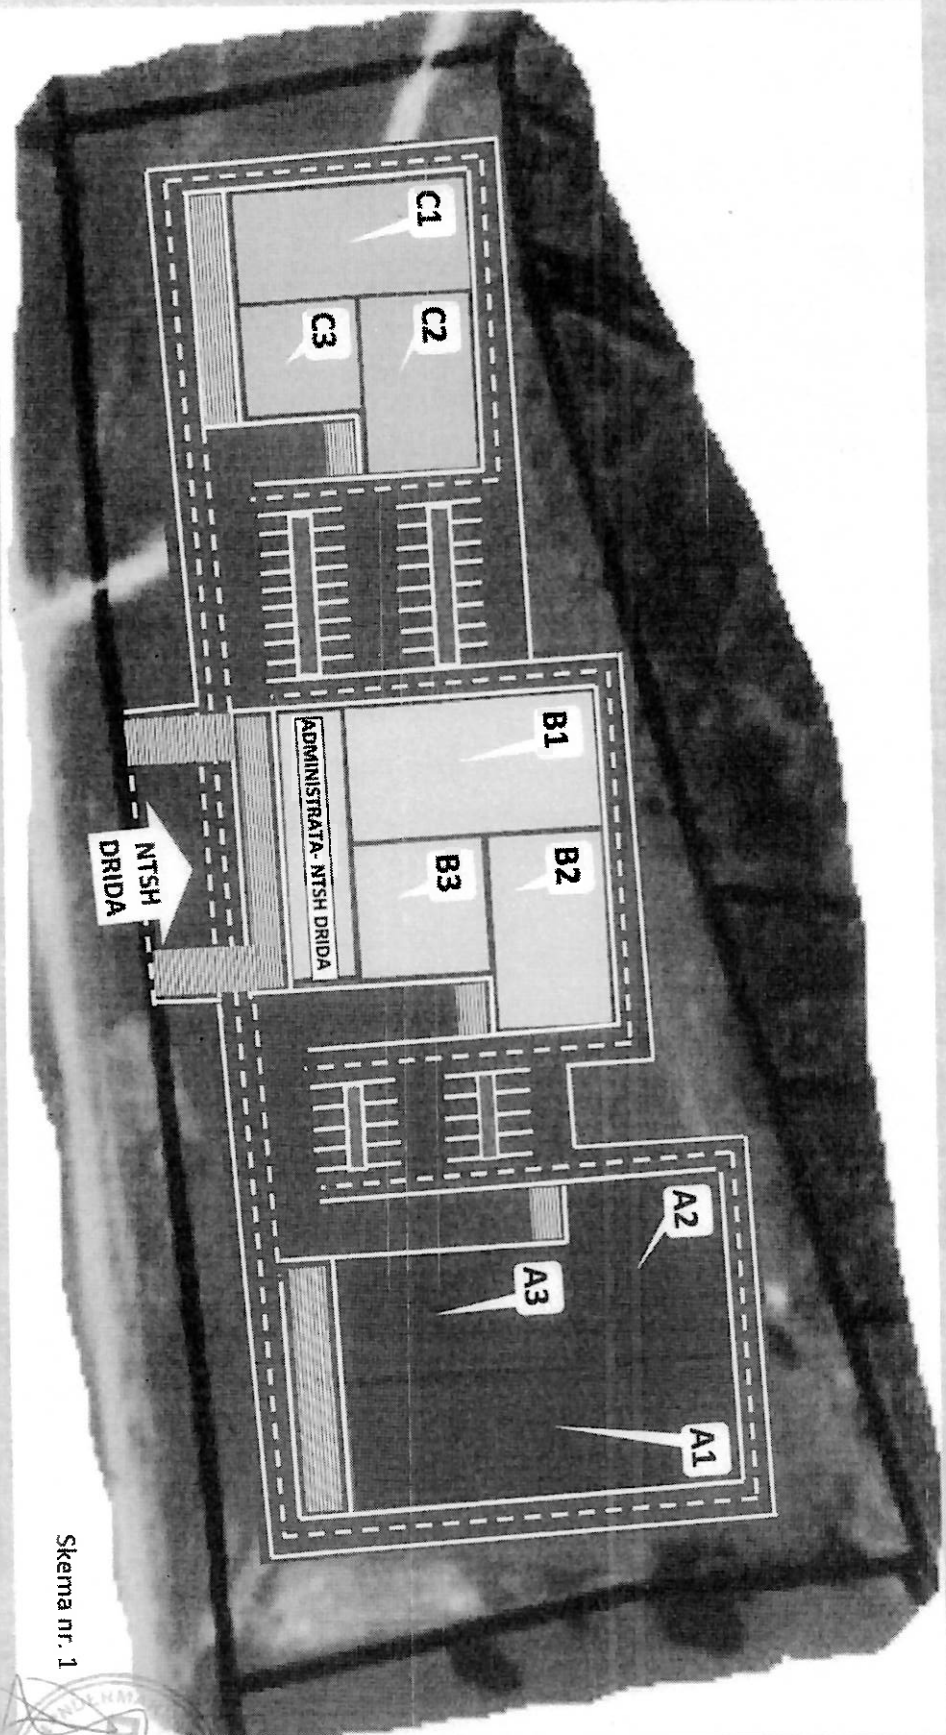 C1
C2
C3
B1
B2
B3
ADMINISTRATA- NTSH DRIDA
NTSH
DRIDA
A2
A3
A1
Skema nr. 1